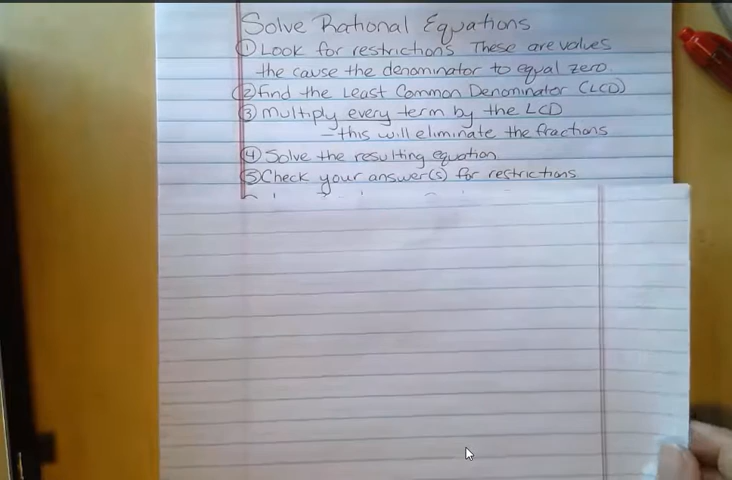 Solve Rational Equations
① Look for restrictions These are values
the cause the denominator to equal zero.
② find the Least Common Denominator (LCD)
③ multiply every term by the LCD
- this will eliminate the fractions
④ Solve the resulting equation
⑤ Check your answer(s) for restrictions